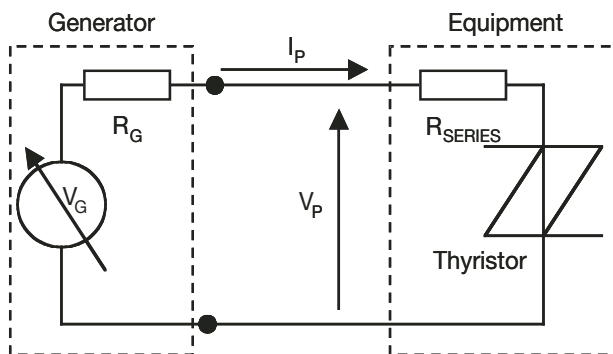 Generator
Equipment
I_P
R_G
R_SERIES
V_G
V_P
Thyristor